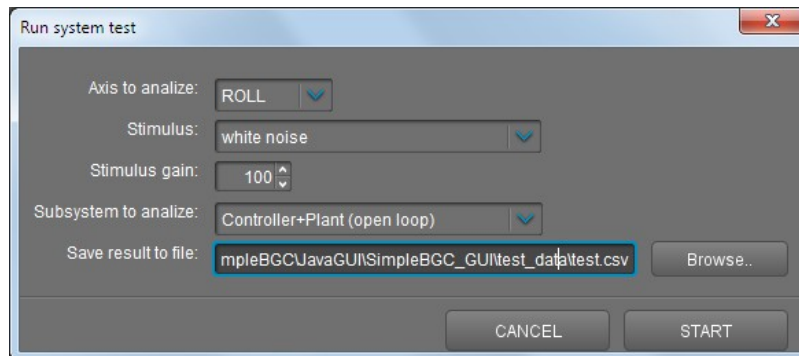 Run system test
Axis to analize: ROLL
Stimulus: white noise
Stimulus gain: 100
Subsystem to analize: Controller+Plant (open loop)
Save result to file: mpleBGC\JavaGUI\SimpleBGC_GUI\test_data\test.csv Browse..
CANCEL START